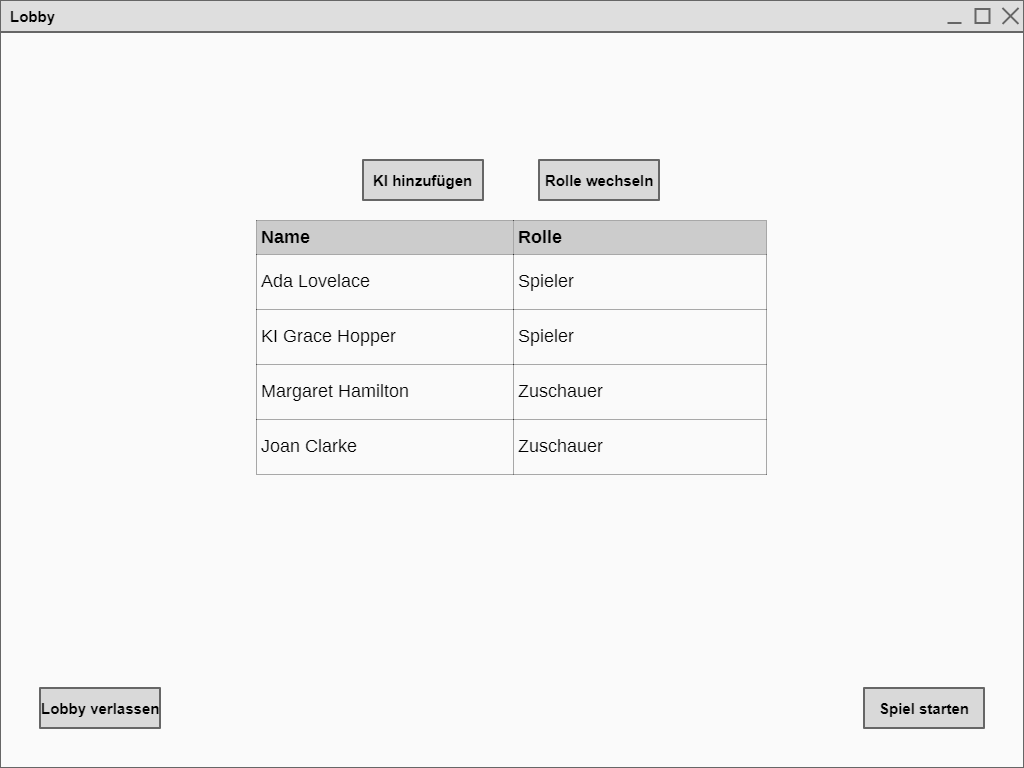 Lobby
KI hinzufügen
Rolle wechseln
Name Rolle
Ada Lovelace Spieler
KI Grace Hopper Spieler
Margaret Hamilton Zuschauer
Joan Clarke Zuschauer
Lobby verlassen
Spiel starten